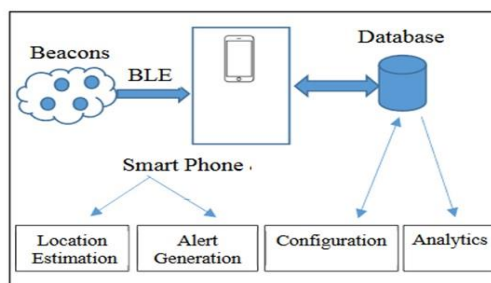 Beacons
BLE
Database
Smart Phone
Location
Estimation
Alert
Generation
Configuration
Analytics